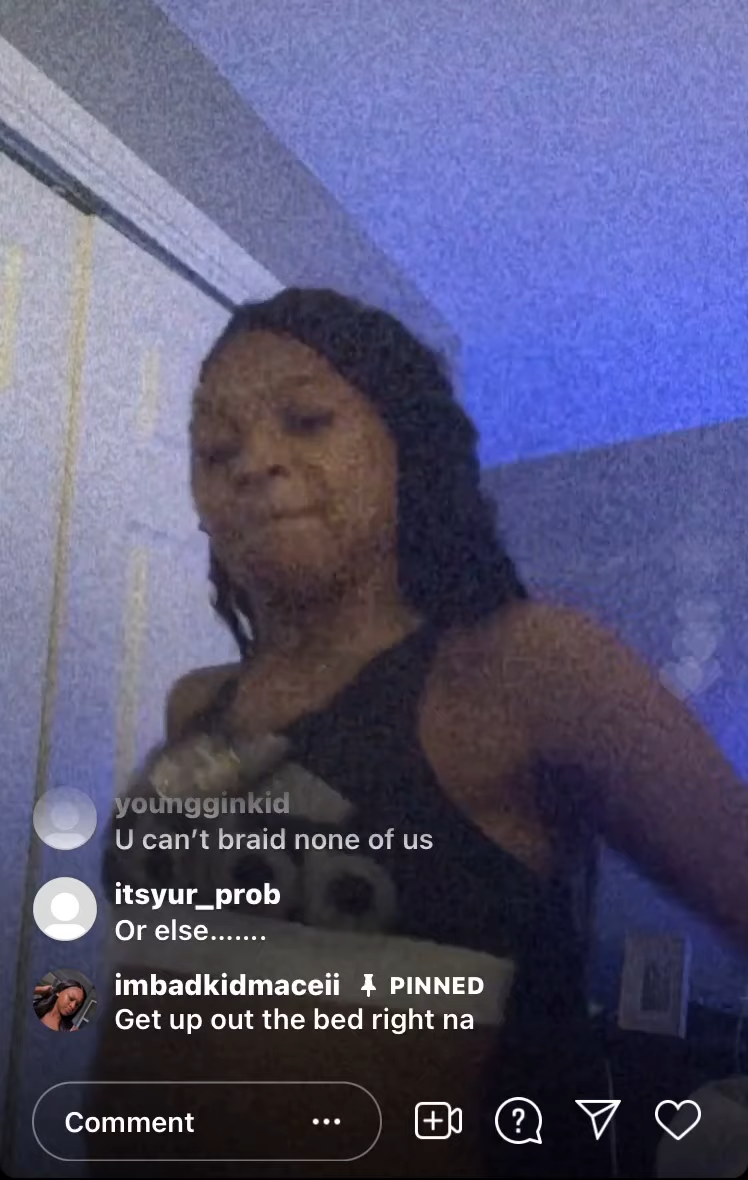 youngginkid
U can’t braid none of us
itsyur_prob
Or else…….
imbadkidmaceii PINNED
Get up out the bed right na
Comment